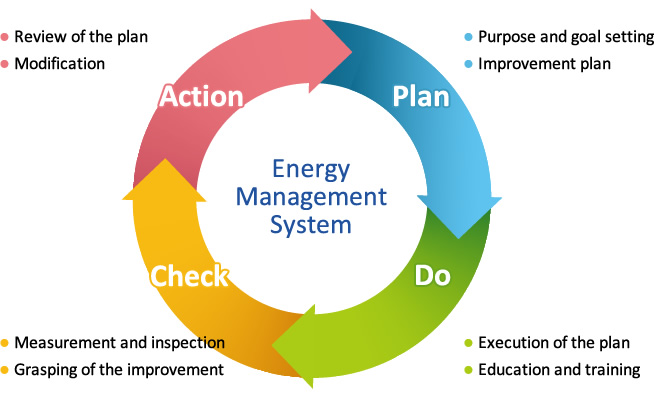 Review of the plan
Modification
Purpose and goal setting
Improvement plan
Action
Plan
Energy
Management
System
Check
Do
Measurement and inspection
Grasping of the improvement
Execution of the plan
Education and training